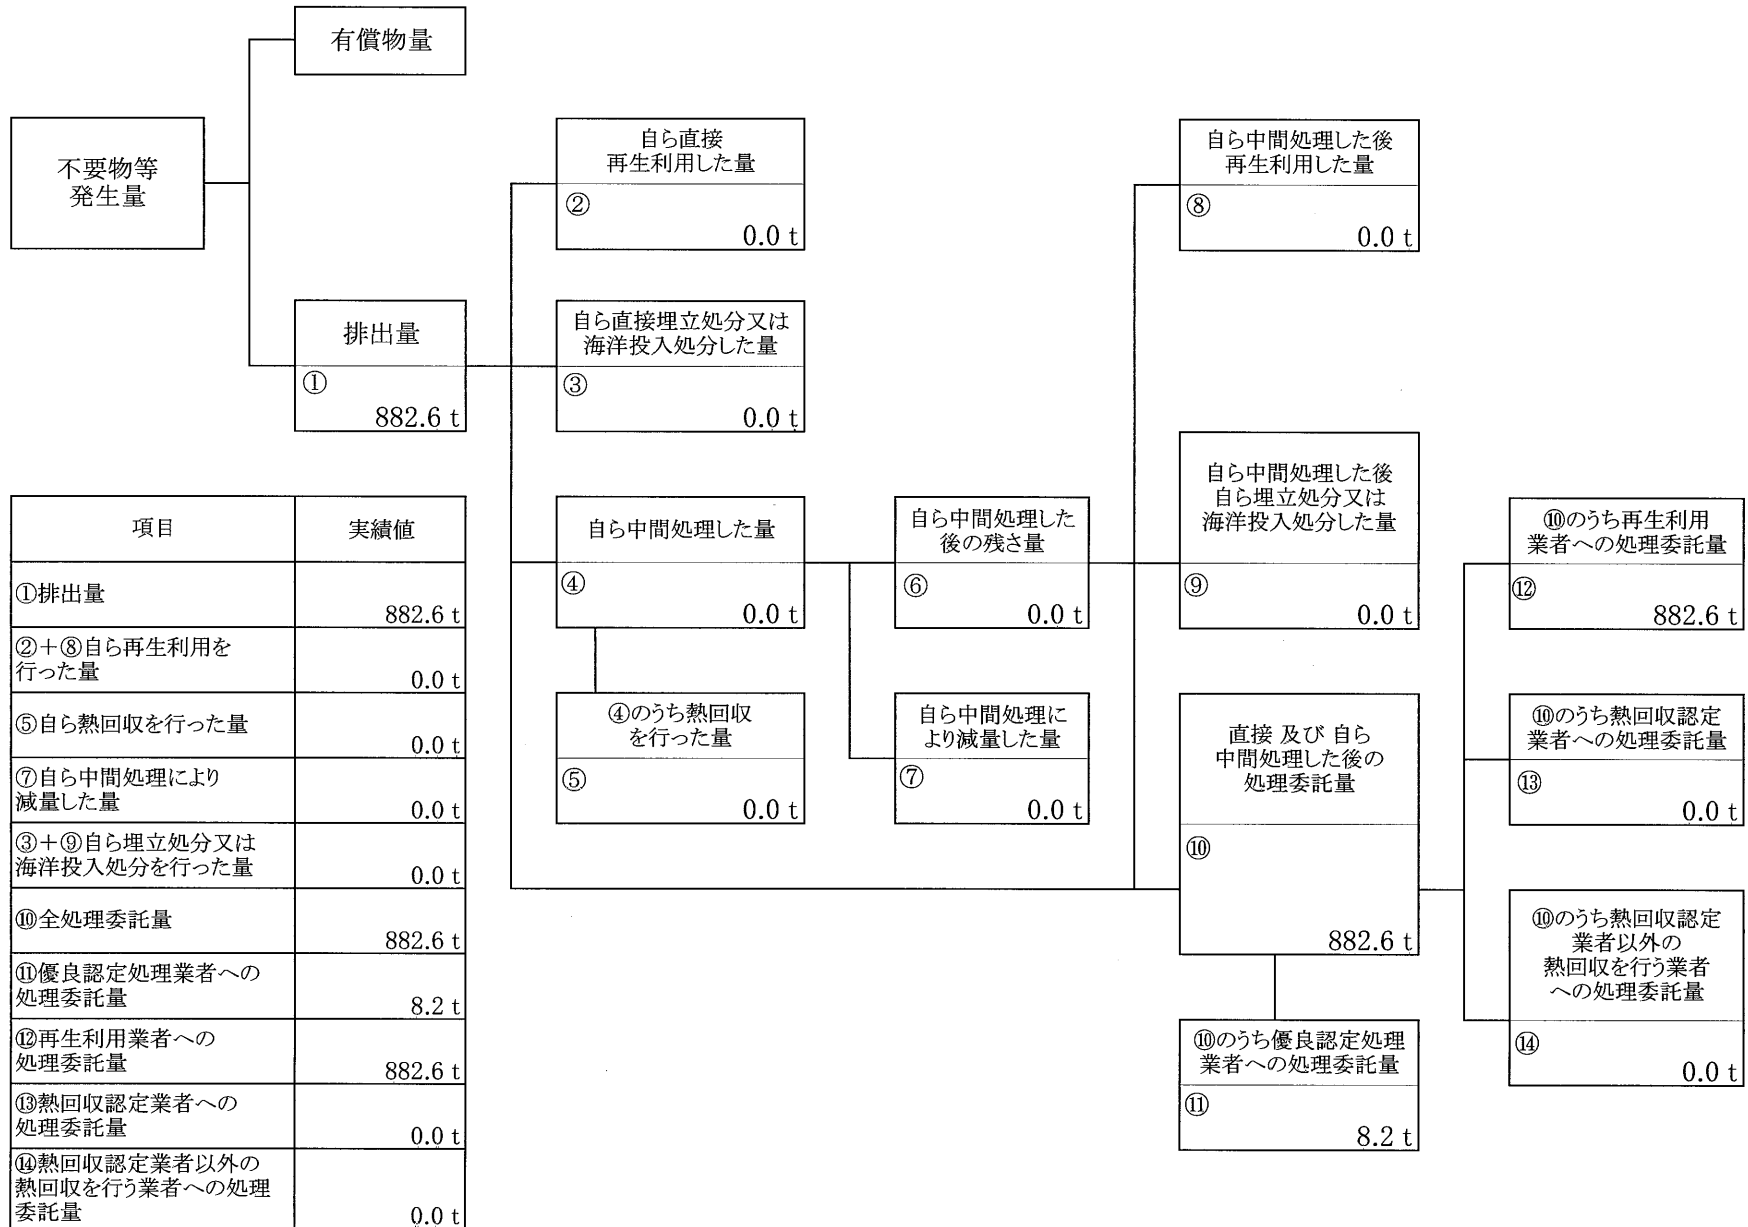 有償物量
不要物等
発生量
自ら直接
再生利用した量
②
0.0 t
自ら中間処理した後
再生利用した量
⑧
0.0 t
排出量
①
882.6 t
自ら直接埋立処分又は
海洋投入処分した量
③
0.0 t
自ら中間処理した量
④
0.0 t
自ら中間処理した
後の残さ量
⑥
0.0 t
自ら中間処理した後
自ら埋立処分又は
海洋投入処分した量
⑨
0.0 t
⑩のうち再生利用
業者への処理委託量
⑫
882.6 t
④のうち熱回収
を行った量
⑤
0.0 t
自ら中間処理に
より減量した量
⑦
0.0 t
直接 及び 自ら
中間処理した後の
処理委託量
⑩
882.6 t
⑩のうち熱回収認定
業者への処理委託量
⑬
0.0 t
⑩のうち熱回収認定
業者以外の
熱回収を行う業者
への処理委託量
⑭
0.0 t
⑩のうち優良認定処理
業者への処理委託量
⑪
8.2 t
項目 実績値
①排出量
882.6 t
②+⑧自ら再生利用を
行った量
0.0 t
⑤自ら熱回収を行った量
0.0 t
⑦自ら中間処理により
減量した量
0.0 t
③+⑨自ら埋立処分又は
海洋投入処分を行った量
0.0 t
⑩全処理委託量
882.6 t
⑪優良認定処理業者への
処理委託量
8.2 t
⑫再生利用業者への
処理委託量
882.6 t
⑬熱回収認定業者への
処理委託量
0.0 t
⑭熱回収認定業者以外の
熱回収を行う業者への処理
委託量
0.0 t